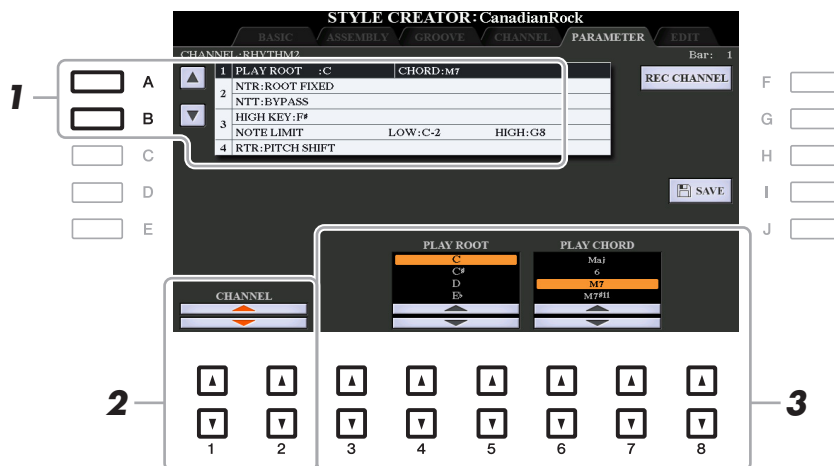 STYLE CREATOR:CanadianRock
BASIC ASSEMBLY GROOVE CHANNEL PARAMETER EDIT
CHANNEL:RHYTHM2 Bar: 1
1 PLAY ROOT :C CHORD:M7
2 NTR:ROOT FIXED
NTT:BYPASS
3 HIGH KEY:F♯
NOTE LIMIT LOW:C-2 HIGH:G8
4 RTR:PITCH SHIFT
REC CHANNEL
SAVE
A
B
C
D
E
F
G
H
I
J
1
PLAY ROOT
C
C♯
D
E♭
PLAY CHORD
Maj
6
M7
M7♯11
CHANNEL
2
3
1 2 3 4 5 6 7 8